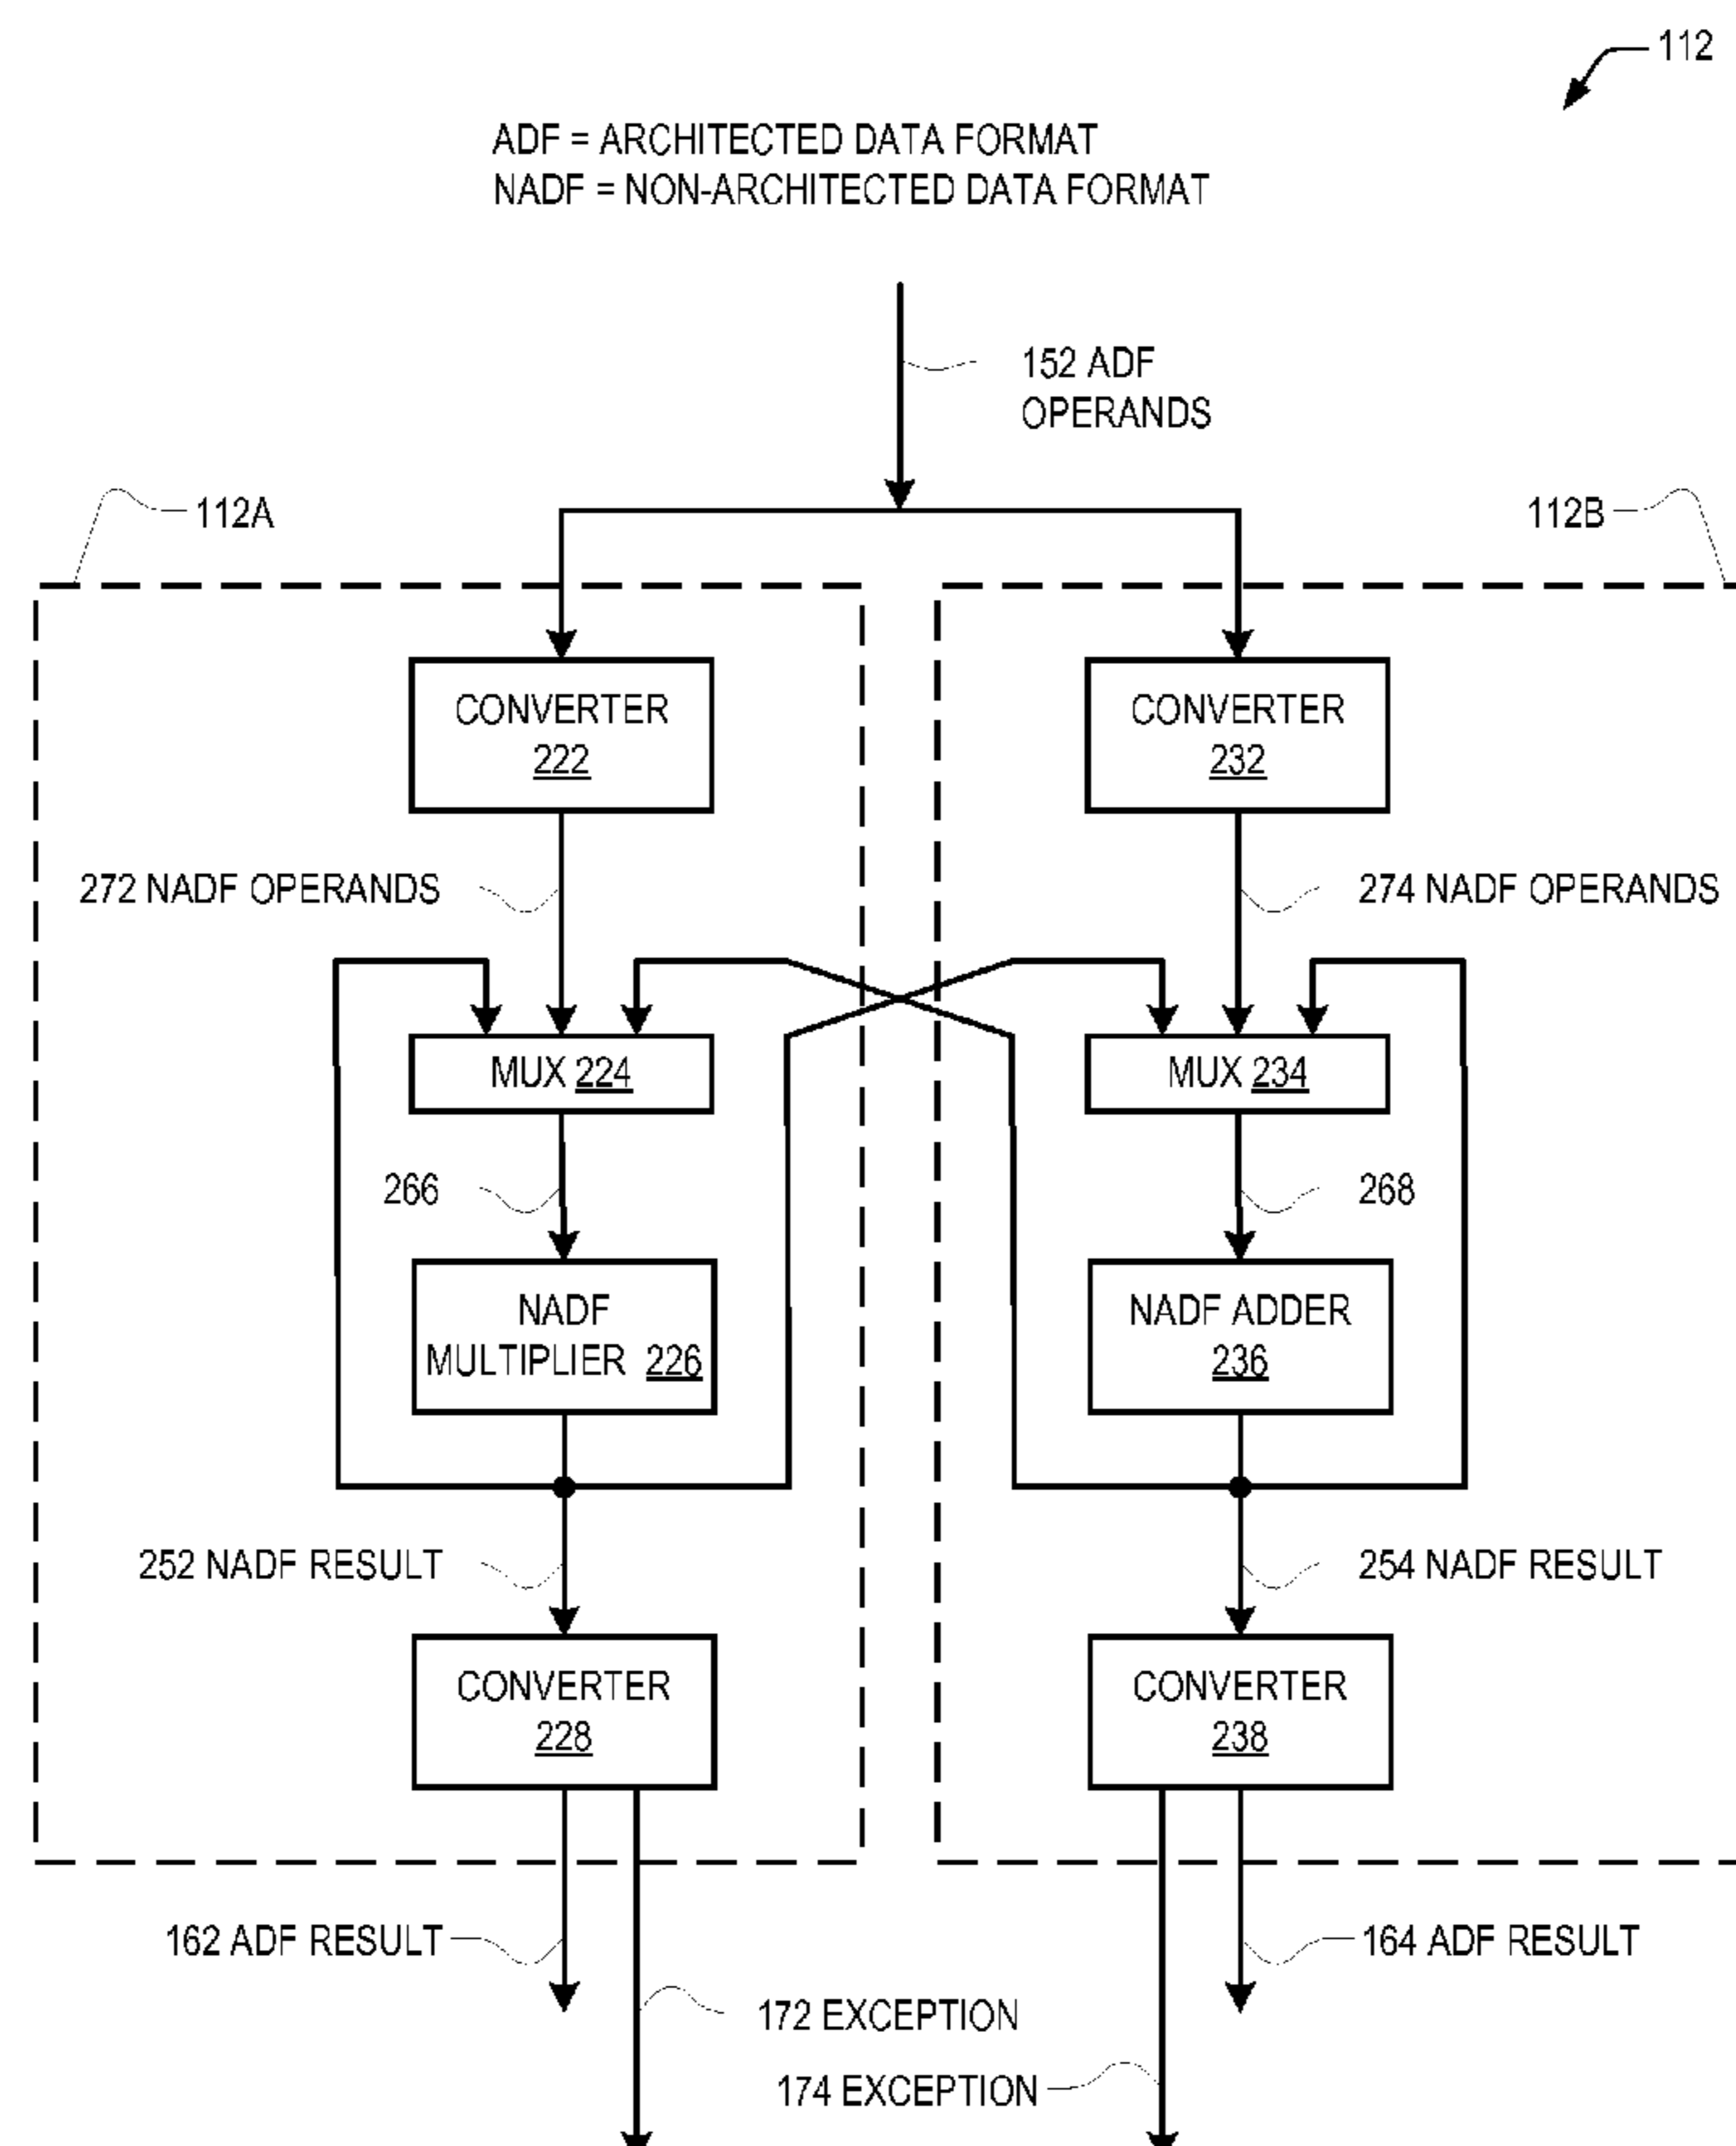 112
ADF = ARCHITECTED DATA FORMAT
NADF = NON-ARCHITECTED DATA FORMAT
152 ADF
OPERANDS
112A
112B
CONVERTER
222
CONVERTER
232
272 NADF OPERANDS
274 NADF OPERANDS
MUX 224
MUX 234
266
268
NADF
MULTIPLIER 226
NADF ADDER
236
252 NADF RESULT
254 NADF RESULT
CONVERTER
228
CONVERTER
238
162 ADF RESULT
164 ADF RESULT
172 EXCEPTION
174 EXCEPTION